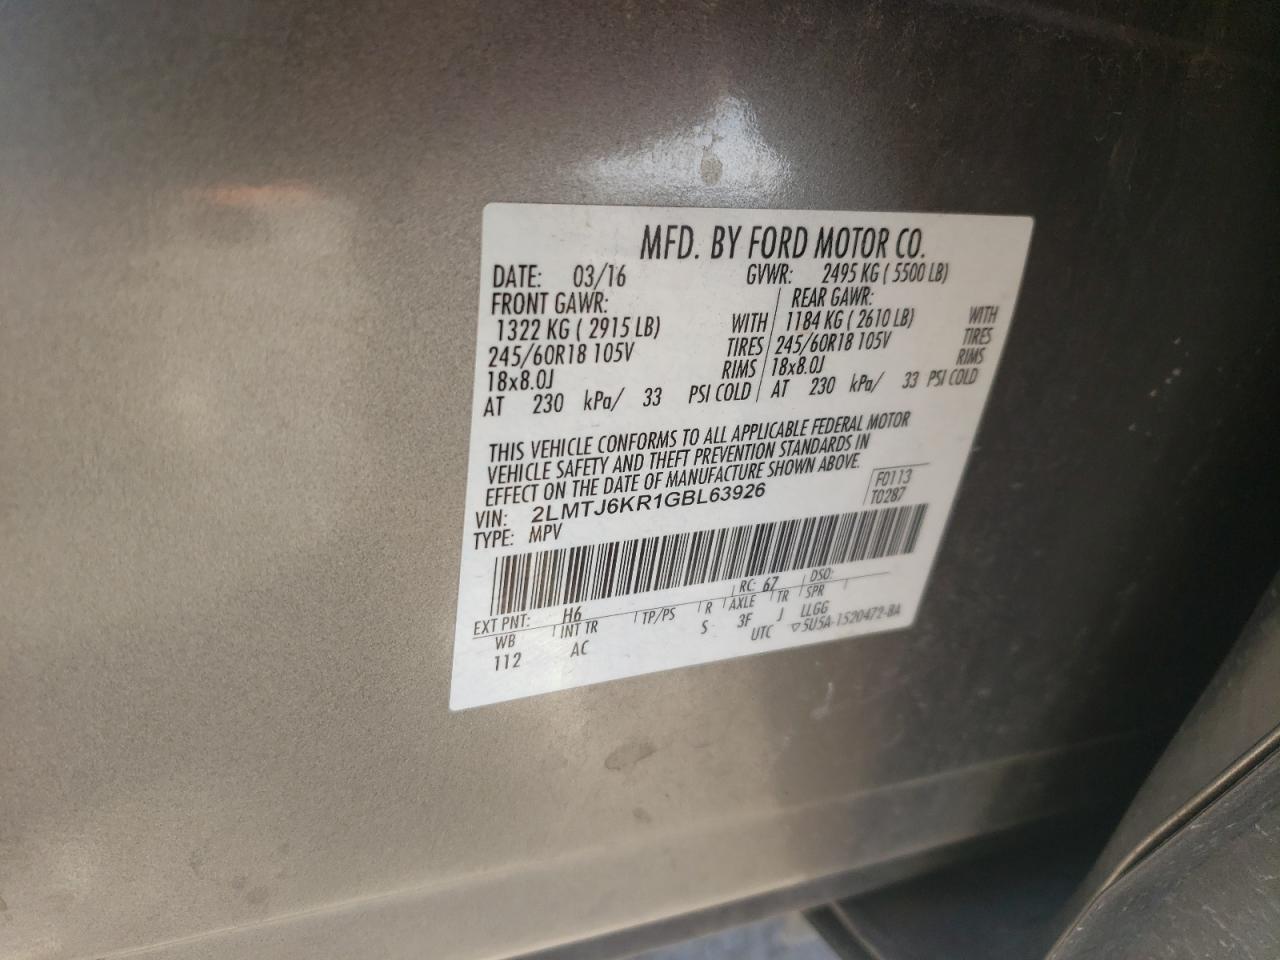 MFD. BY FORD MOTOR CO.
DATE: 03/16 GVWR: 2495 KG ( 5500 LB)
FRONT GAWR: REAR GAWR:
1322 KG ( 2915 LB) WITH 1184 KG ( 2610 LB) WITH
245/60R18 105V TIRES 245/60R18 105V TIRES
18x8.0J RIMS 18x8.0J RIMS
AT 230 kPa/ 33 PSI COLD AT 230 kPa/ 33 PSI COLD
THIS VEHICLE CONFORMS TO ALL APPLICABLE FEDERAL MOTOR
VEHICLE SAFETY AND THEFT PREVENTION STANDARDS IN
EFFECT ON THE DATE OF MANUFACTURE SHOWN ABOVE.
F0113
VIN: 2LMTJ6KR1GBL63926 T0287
TYPE: MPV
EXT PNT: H6 RC: 67 DSO:
WB INT TR TP/PS R AXLE TR SPR
112 AC S 3F J LLGG
UTC ▽5U5A-1520472-BA